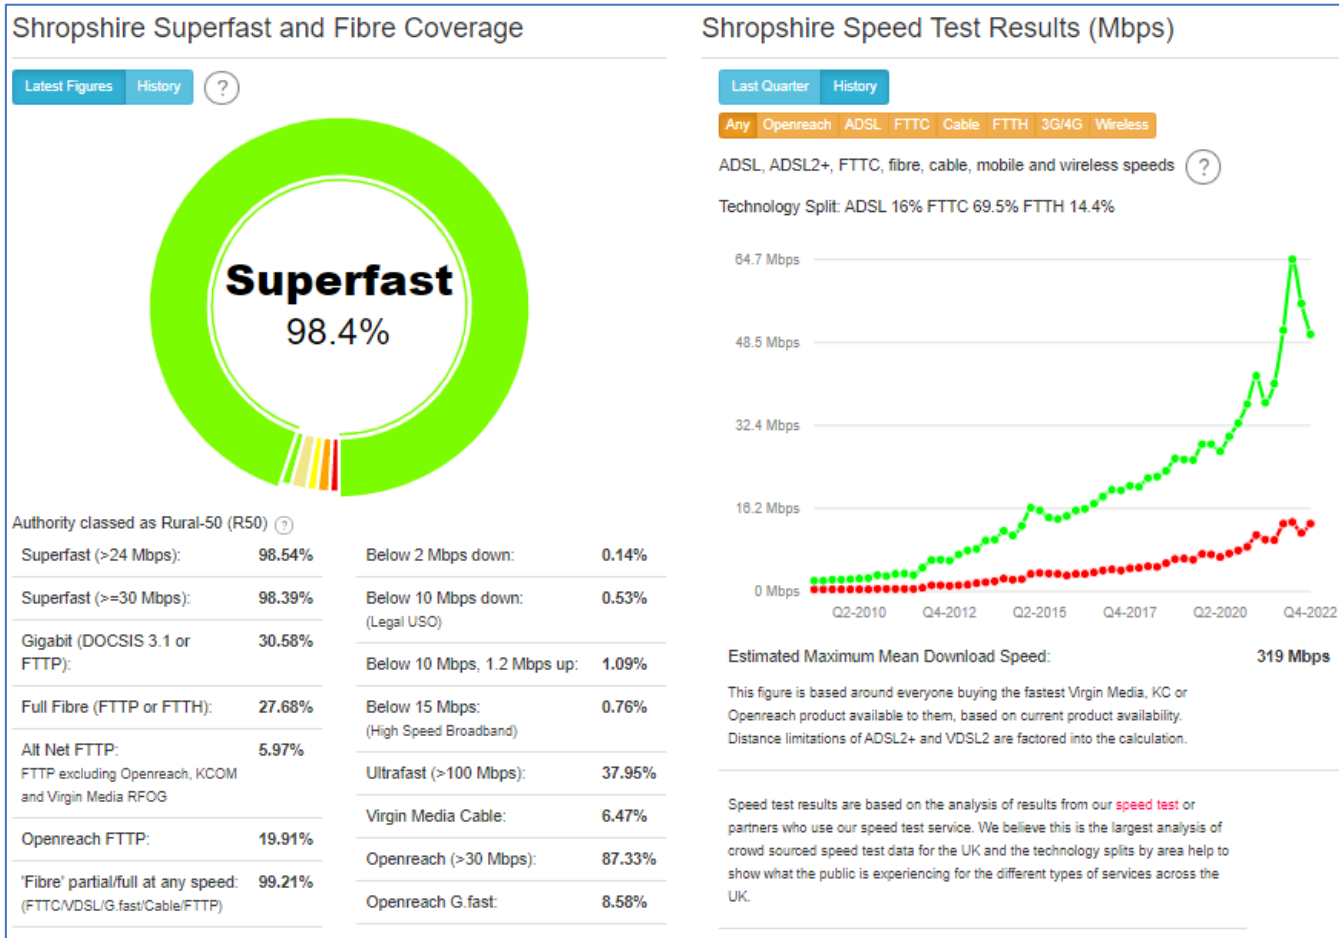 Shropshire Superfast and Fibre Coverage
Latest Figures History ?
Superfast
98.4%
Authority classed as Rural-50 (R50) ?
Superfast (>24 Mbps): 98.54%
Superfast (>=30 Mbps): 98.39%
Gigabit (DOCSIS 3.1 or
FTTP): 30.58%
Full Fibre (FTTP or FTTH): 27.68%
Alt Net FTTP: 5.97%
FTTP excluding Openreach, KCOM
and Virgin Media RFOG
Openreach FTTP: 19.91%
'Fibre' partial/full at any speed: 99.21%
(FTTC/VDSL/G.fast/Cable/FTTP)
Below 2 Mbps down: 0.14%
Below 10 Mbps down: 0.53%
(Legal USO)
Below 10 Mbps, 1.2 Mbps up: 1.09%
Below 15 Mbps: 0.76%
(High Speed Broadband)
Ultrafast (>100 Mbps): 37.95%
Virgin Media Cable: 6.47%
Openreach (>30 Mbps): 87.33%
Openreach G.fast: 8.58%
Shropshire Speed Test Results (Mbps)
Last Quarter History
Any Openreach ADSL FTTC Cable FTTH 3G/4G Wireless
ADSL, ADSL2+, FTTC, fibre, cable, mobile and wireless speeds ?
Technology Split: ADSL 16% FTTC 69.5% FTTH 14.4%
64.7 Mbps
48.5 Mbps
32.4 Mbps
16.2 Mbps
0 Mbps
Q2-2010 Q4-2012 Q2-2015 Q4-2017 Q2-2020 Q4-2022
Estimated Maximum Mean Download Speed: 319 Mbps
This figure is based around everyone buying the fastest Virgin Media, KC or
Openreach product available to them, based on current product availability.
Distance limitations of ADSL2+ and VDSL2 are factored into the calculation.
Speed test results are based on the analysis of results from our speed test or
partners who use our speed test service. We believe this is the largest analysis of
crowd sourced speed test data for the UK and the technology splits by area help to
show what the public is experiencing for the different types of services across the
UK.